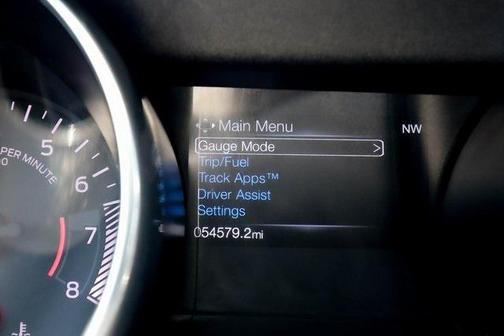 Main Menu
NW
Gauge Mode >
Trip/Fuel
Track Apps™
Driver Assist
Settings
054579.2mi
5
6
7
8
PER MINUTE